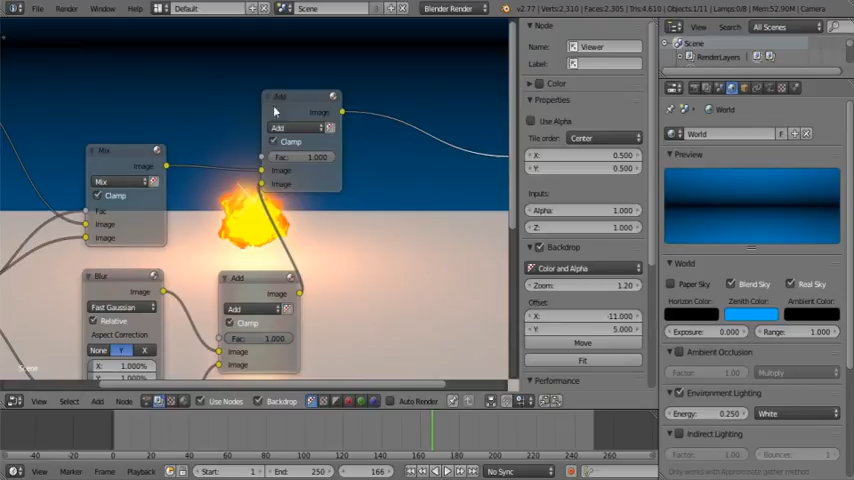 File Render Window Help Default Scene Blender Render v2.77 | Verts:2,310 | Faces:2,305 | Tris:4,610 | Objects:1/11 | Lamps:0/8 | Mem:52.90M | Camera
Node
Name: Viewer
Label:
Color
Properties
Use Alpha
Tile order: Center
X: 0.500
Y: 0.500
Inputs:
Alpha: 1.000
Z: 1.000
Backdrop
Color and Alpha
Zoom: 1.20
Offset:
X: -11.000
Y: 5.000
Move
Fit
Performance
Add
Image
Add
Clamp
Fac: 1.000
Image
Image
Mix
Image
Mix
Clamp
Fac
Image
Image
Blur
Image
Fast Gaussian
Relative
Aspect Correction
None Y X
X: 1.000%
Y: 1.000%
Add
Image
Add
Clamp
Fac: 1.000
Image
Image
Scene
View Select Add Node Use Nodes Backdrop Auto Render
-40 -20 0 20 40 60 80 100 120 140 160 180 200 220 240 260
View Marker Frame Playback Start: 1 End: 250 166 No Sync
View Search All Scenes
Scene
RenderLayers
World
World F
Preview
World
Paper Sky Blend Sky Real Sky
Horizon Color: Zenith Color: Ambient Color:
Exposure: 0.000 Range: 1.000
Ambient Occlusion
Factor: 1.00 Multiply
Environment Lighting
Energy: 0.250 White
Indirect Lighting
Factor: 1.00 Bounces: 1
Only works with Approximate gather method